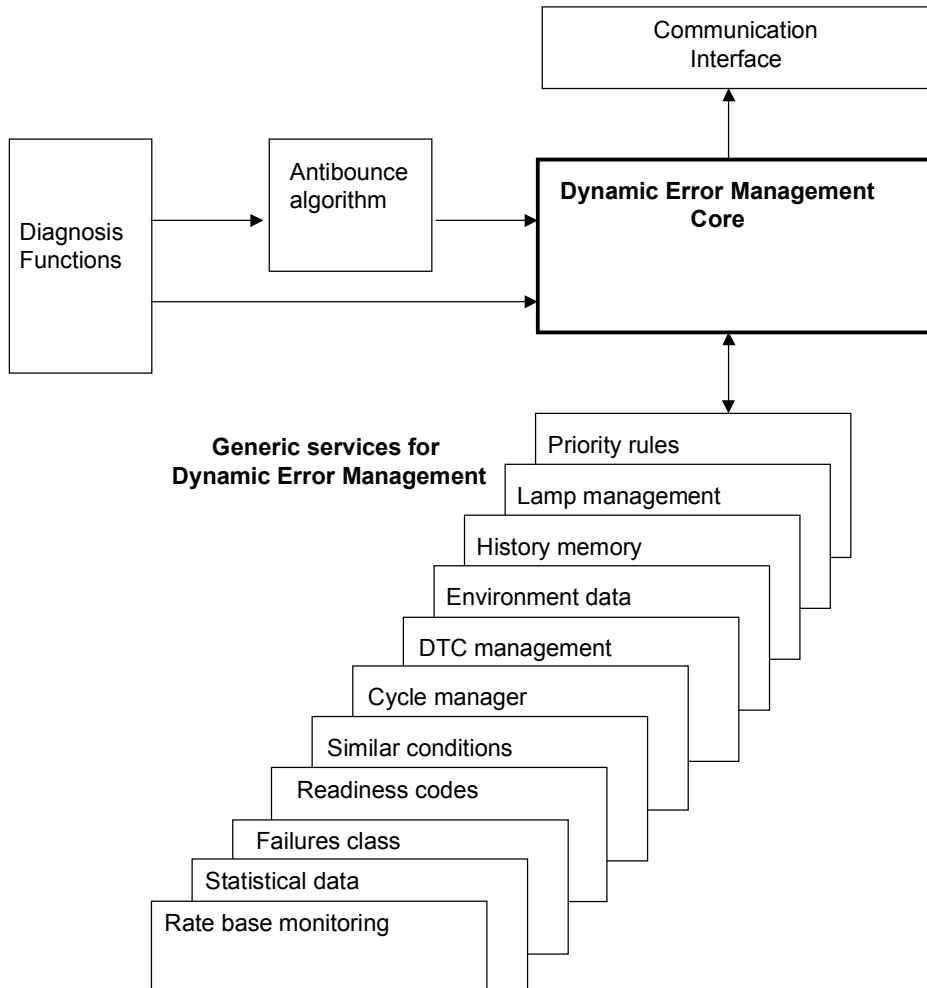 Communication
Interface
Antibounce
algorithm
Dynamic Error Management
Core
Diagnosis
Functions
Generic services for
Dynamic Error Management
Priority rules
Lamp management
History memory
Environment data
DTC management
Cycle manager
Similar conditions
Readiness codes
Failures class
Statistical data
Rate base monitoring